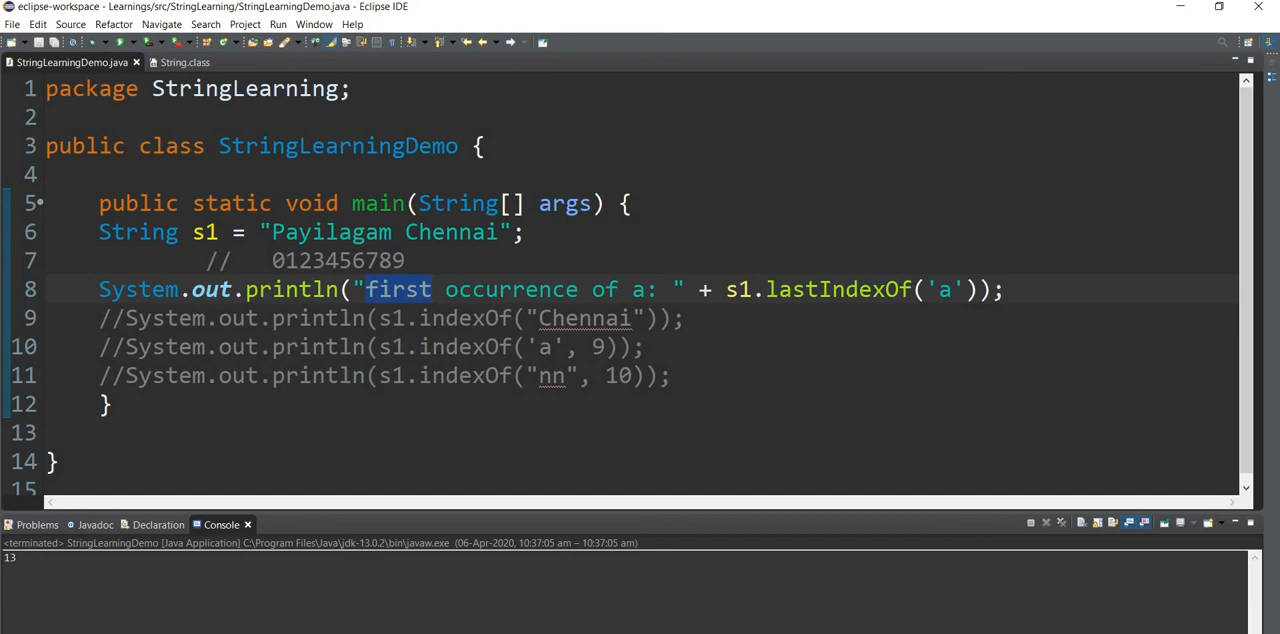 eclipse-workspace - Learnings/src/StringLearning/StringLearningDemo.java - Eclipse IDE
File Edit Source Refactor Navigate Search Project Run Window Help
StringLearningDemo.java String.class
1 package StringLearning;
2
3 public class StringLearningDemo {
4
5 public static void main(String[] args) {
6 String s1 = "Payilagam Chennai";
7 // 0123456789
8 System.out.println("first occurrence of a: " + s1.lastIndexOf('a'));
9 //System.out.println(s1.indexOf("Chennai"));
10 //System.out.println(s1.indexOf('a', 9));
11 //System.out.println(s1.indexOf("nn", 10));
12 }
13
14 }
15
Problems Javadoc Declaration Console
<terminated> StringLearningDemo [Java Application] C:\Program Files\Java\jdk-13.0.2\bin\javaw.exe (06-Apr-2020, 10:37:05 am – 10:37:05 am)
13